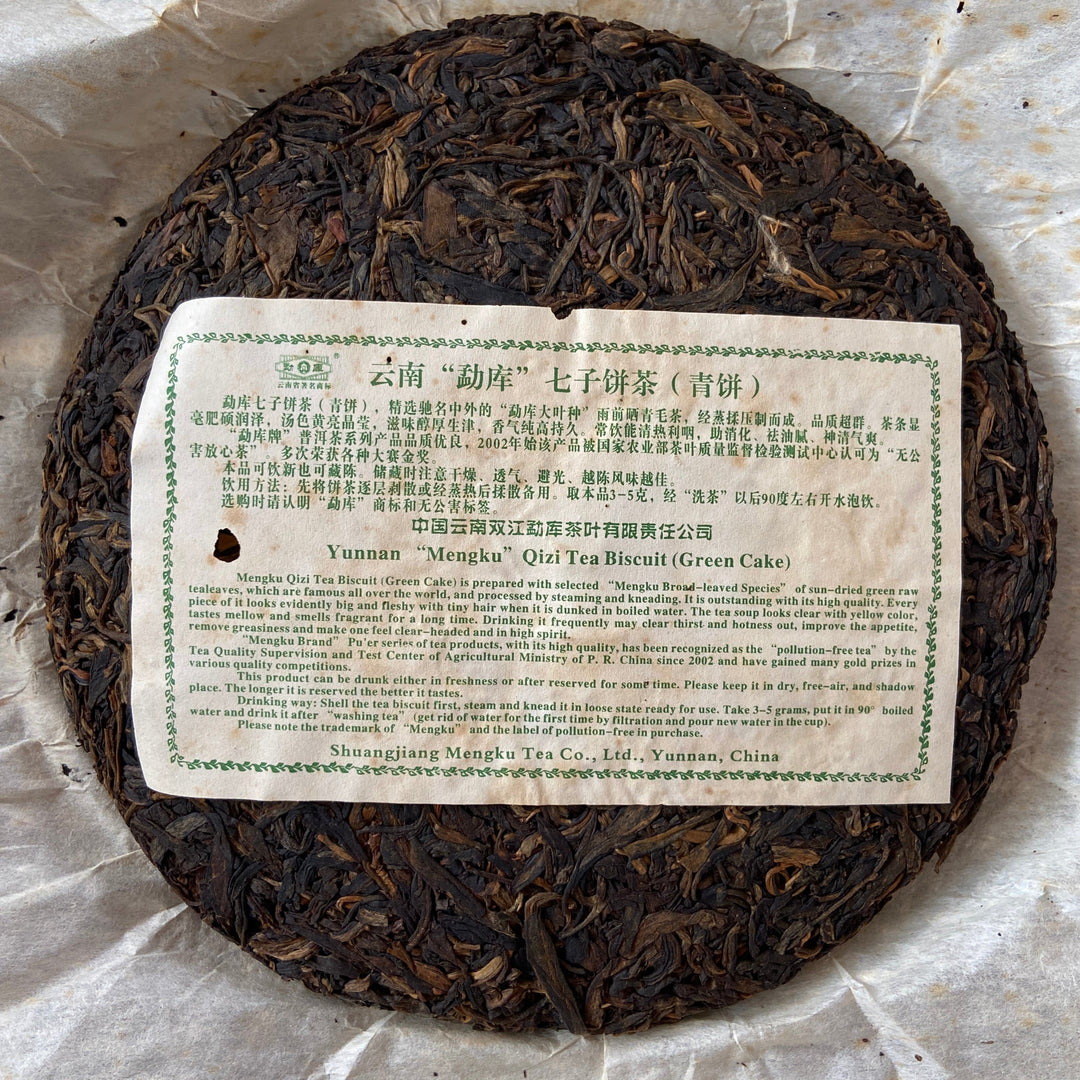 勐库
®
云南省著名商标
云南“勐库”七子饼茶（青饼）
勐库七子饼茶（青饼），精选驰名中外的“勐库大叶种”雨前晒青毛茶，经蒸揉压制而成。品质超群。茶条显
毫肥硕润泽，汤色黄亮晶莹，滋味醇厚生津，香气纯高持久。常饮能清热利咽，助消化、祛油腻、神清气爽。
“勐库牌”普洱茶系列产品品质优良，2002年始该产品被国家农业部茶叶质量监督检验测试中心认可为“无公
害放心茶”。多次荣获各种大赛金奖。
本品可饮新也可藏陈。储藏时注意干燥、透气、避光、越陈风味越佳。
饮用方法：先将饼茶逐层剥散或经蒸热后揉散备用。取本品3-5克，经“洗茶”以后90度左右开水泡饮。
选购时请认明“勐库”商标和无公害标签。
中国云南双江勐库茶叶有限责任公司
Yunnan “Mengku” Qizi Tea Biscuit (Green Cake)
Mengku Qizi Tea Biscuit (Green Cake) is prepared with selected “Mengku Broad-leaved Species” of sun-dried green raw
tealeaves, which are famous all over the world, and processed by steaming and kneading. It is outstanding with its high quality. Every
piece of it looks evidently big and fleshy with tiny hair when it is dunked in boiled water. The tea soup looks clear with yellow color,
tastes mellow and smells fragrant for a long time. Drinking it frequently may clear thirst and hotness out, improve the appetite,
remove greasiness and make one feel clear-headed and in high spirit.
“Mengku Brand” Pu'er series of tea products, with its high quality, has been recognized as the “pollution-free tea” by the
Tea Quality Supervision and Test Center of Agricultural Ministry of P. R. China since 2002 and have gained many gold prizes in
various quality competitions.
This product can be drunk either in freshness or after reserved for some time. Please keep it in dry, free-air, and shadow
place. The longer it is reserved the better it tastes.
Drinking way: Shell the tea biscuit first, steam and knead it in loose state ready for use. Take 3-5 grams, put it in 90° boiled
water and drink it after “washing tea” (get rid of water for the first time by filtration and pour new water in the cup).
Please note the trademark of “Mengku” and the label of pollution-free in purchase.
Shuangjiang Mengku Tea Co., Ltd., Yunnan, China